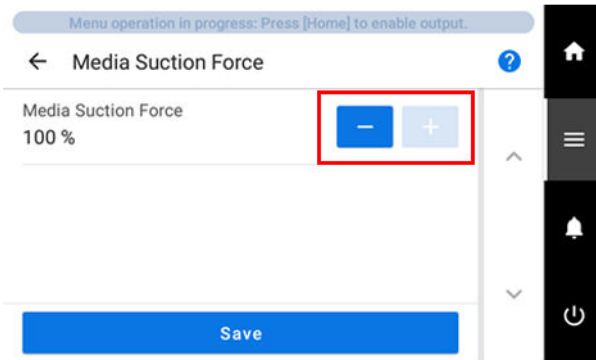 Menu operation in progress: Press [Home] to enable output.
← Media Suction Force ?
Media Suction Force
100 %
− +
Save